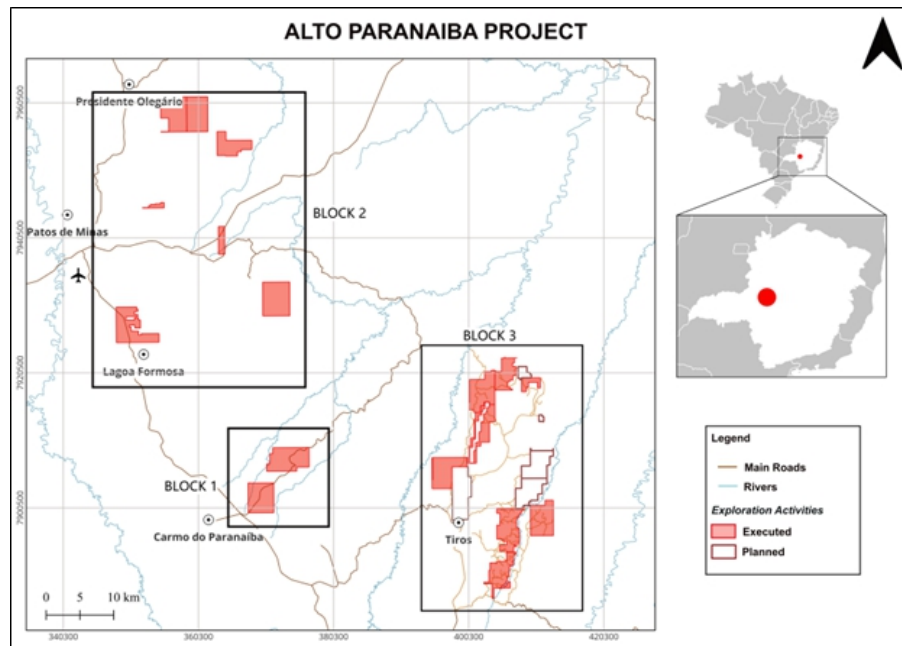 ALTO PARANAIBA PROJECT
7960500
Presidente Olegário
BLOCK 2
Patos de Minas
7940500
BLOCK 3
7920500
Lagoa Formosa
BLOCK 1
7900500
Carmo do Paranaíba
Tiros
0 5 10 km
340300 360300 380300 400300 420300
Legend
Main Roads
Rivers
Exploration Activities
Executed
Planned